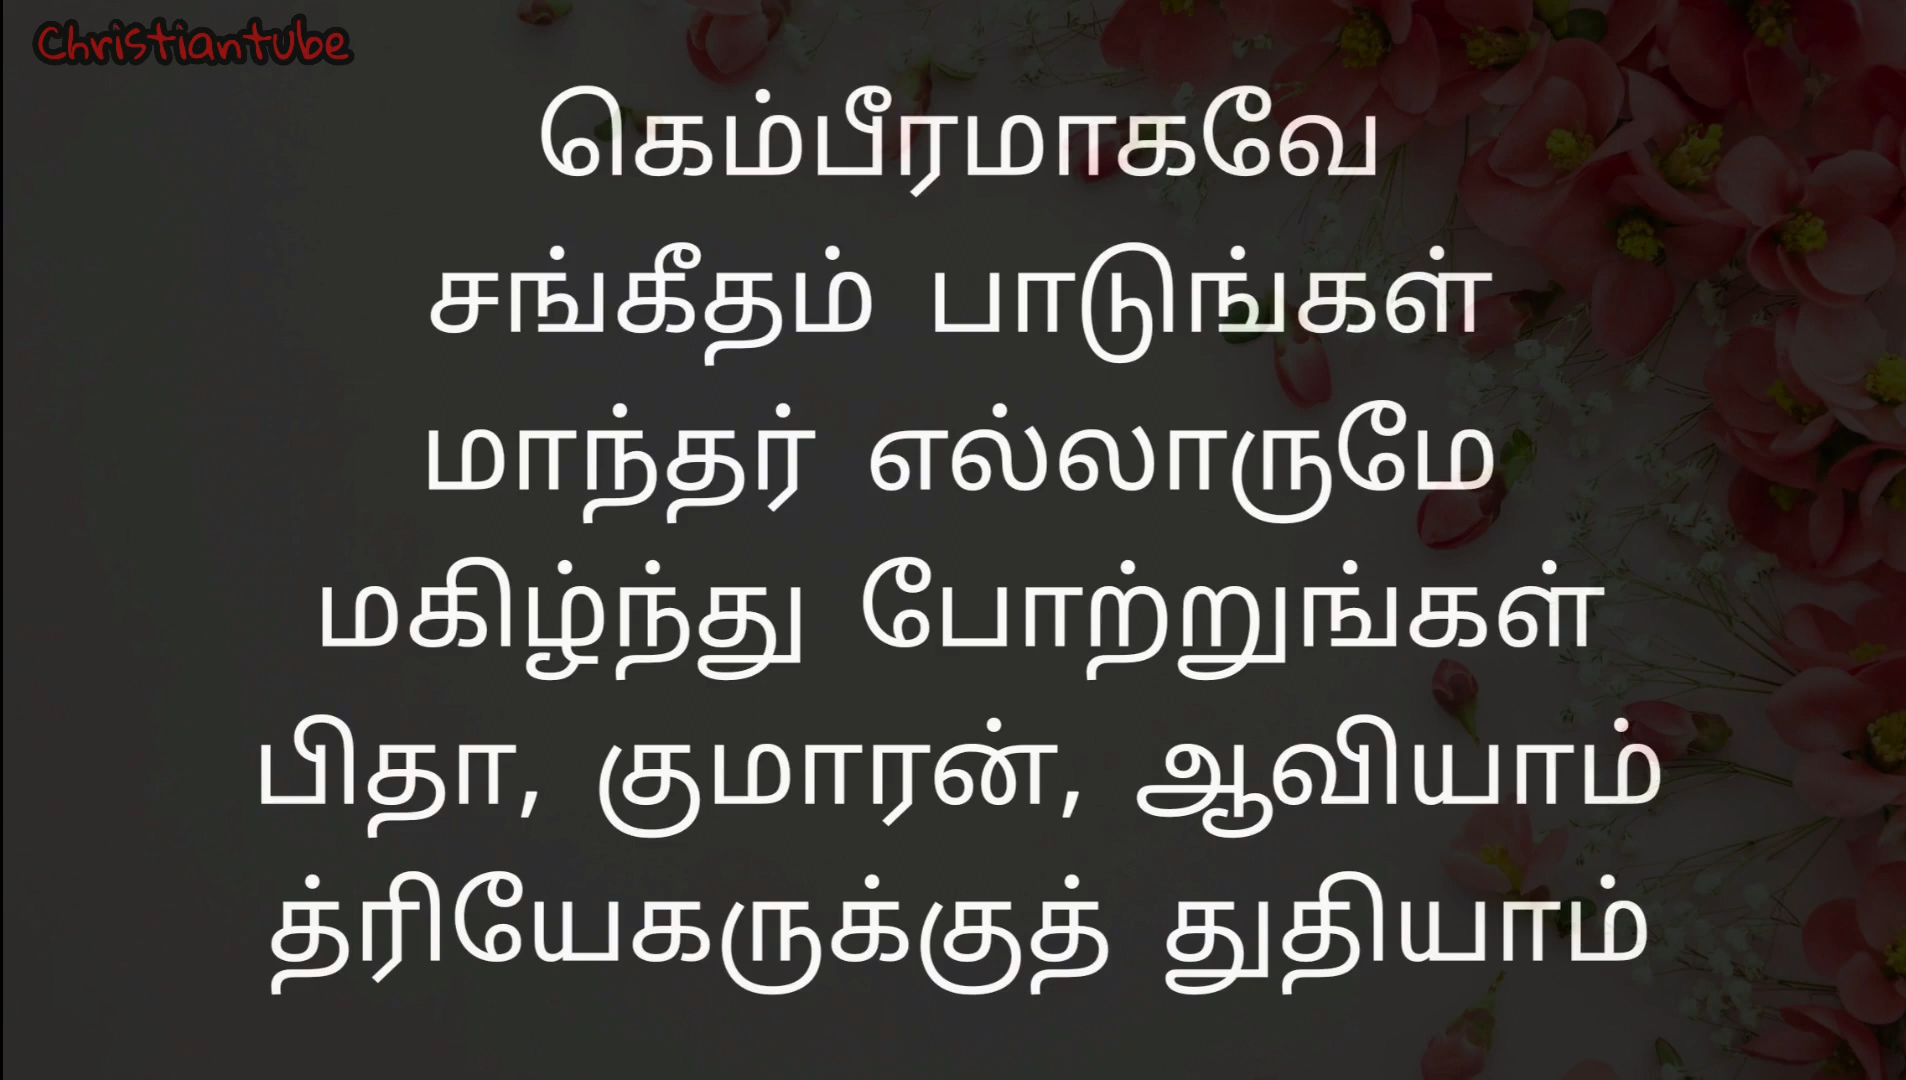 Christiantube
கெம்பீரமாகவே
சங்கீதம் பாடுங்கள்
மாந்தர் எல்லாருமே
மகிழ்ந்து போற்றுங்கள்
பிதா, குமாரன், ஆவியாம்
த்ரியேகருக்குத் துதியாம்